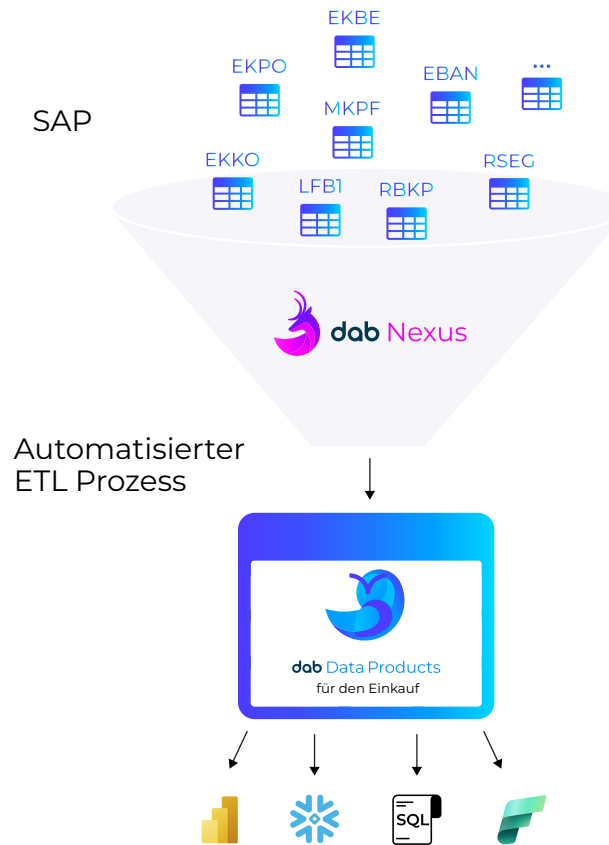 EKBE
EKPO
EBAN
...
SAP
MKPF
EKKO
LFB1
RBKP
RSEG
dab Nexus
Automatisierter
ETL Prozess
dab Data Products
für den Einkauf
SQL